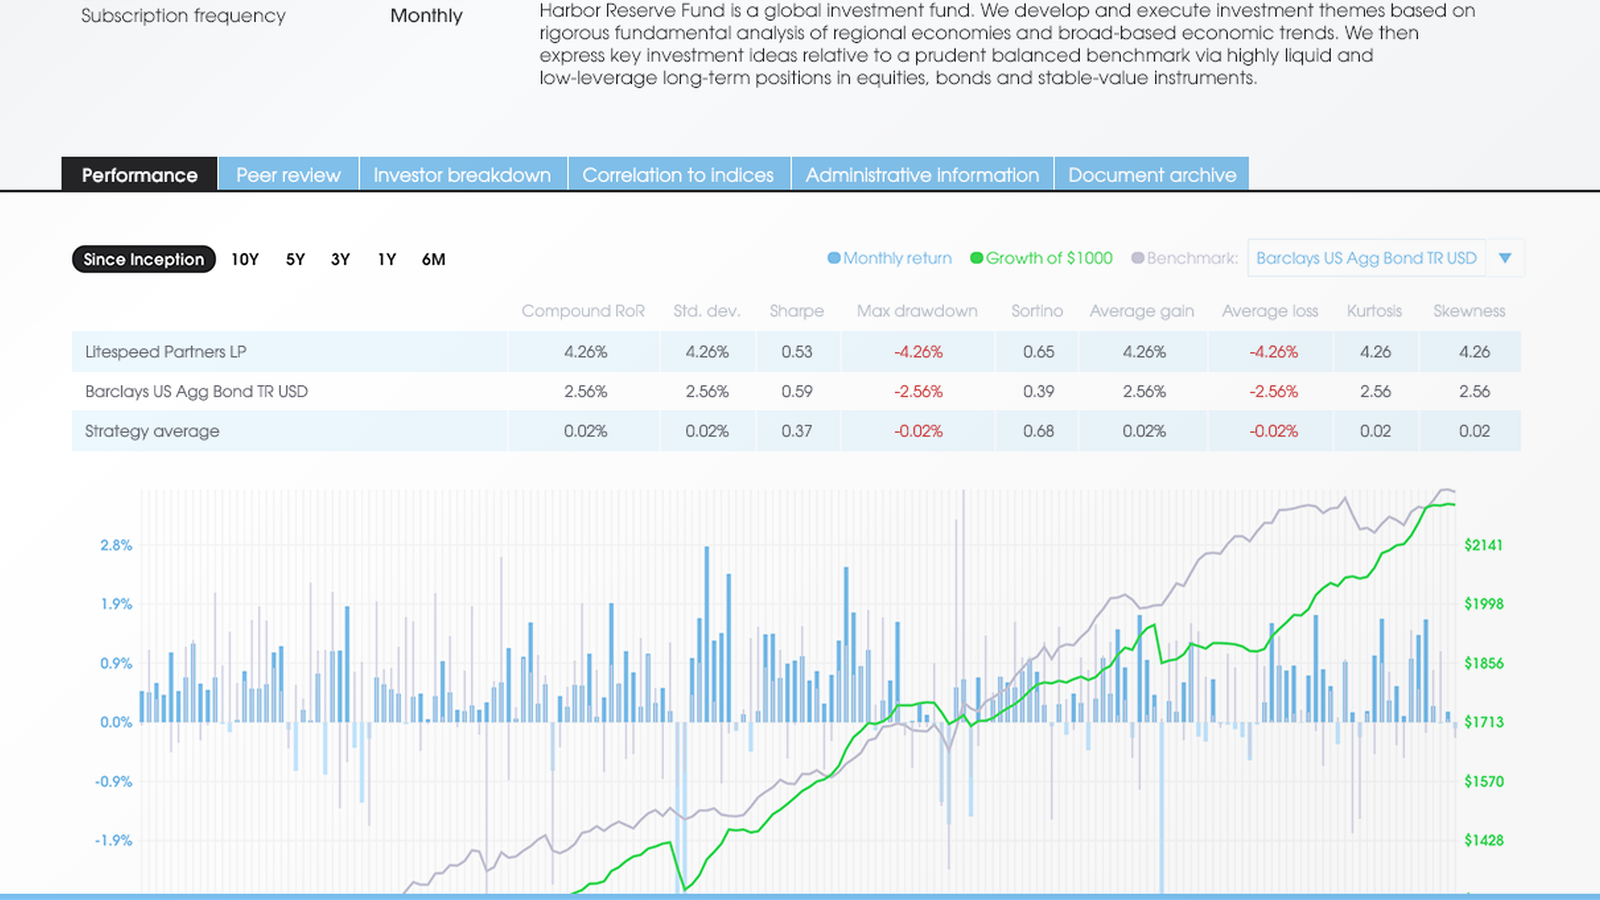 Subscription frequency
Monthly
Harbor Reserve Fund is a global investment fund. We develop and execute investment themes based on
rigorous fundamental analysis of regional economies and broad-based economic trends. We then
express key investment ideas relative to a prudent balanced benchmark via highly liquid and
low-leverage long-term positions in equities, bonds and stable-value instruments.
Performance Peer review Investor breakdown Correlation to indices Administrative information Document archive
Since Inception 10Y 5Y 3Y 1Y 6M
Monthly return Growth of $1000 Benchmark: Barclays US Agg Bond TR USD
Compound RoR Std. dev. Sharpe Max drawdown Sortino Average gain Average loss Kurtosis Skewness
Litespeed Partners LP 4.26% 4.26% 0.53 -4.26% 0.65 4.26% -4.26% 4.26 4.26
Barclays US Agg Bond TR USD 2.56% 2.56% 0.59 -2.56% 0.39 2.56% -2.56% 2.56 2.56
Strategy average 0.02% 0.02% 0.37 -0.02% 0.68 0.02% -0.02% 0.02 0.02
2.8% $2141
1.9% $1998
0.9% $1856
0.0% $1713
-0.9% $1570
-1.9% $1428